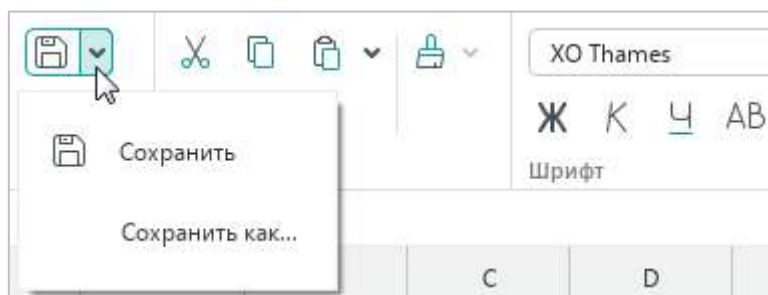 XO Thames
Ж К Ч АВ
Сохранить
Шрифт
Сохранить как...
C D